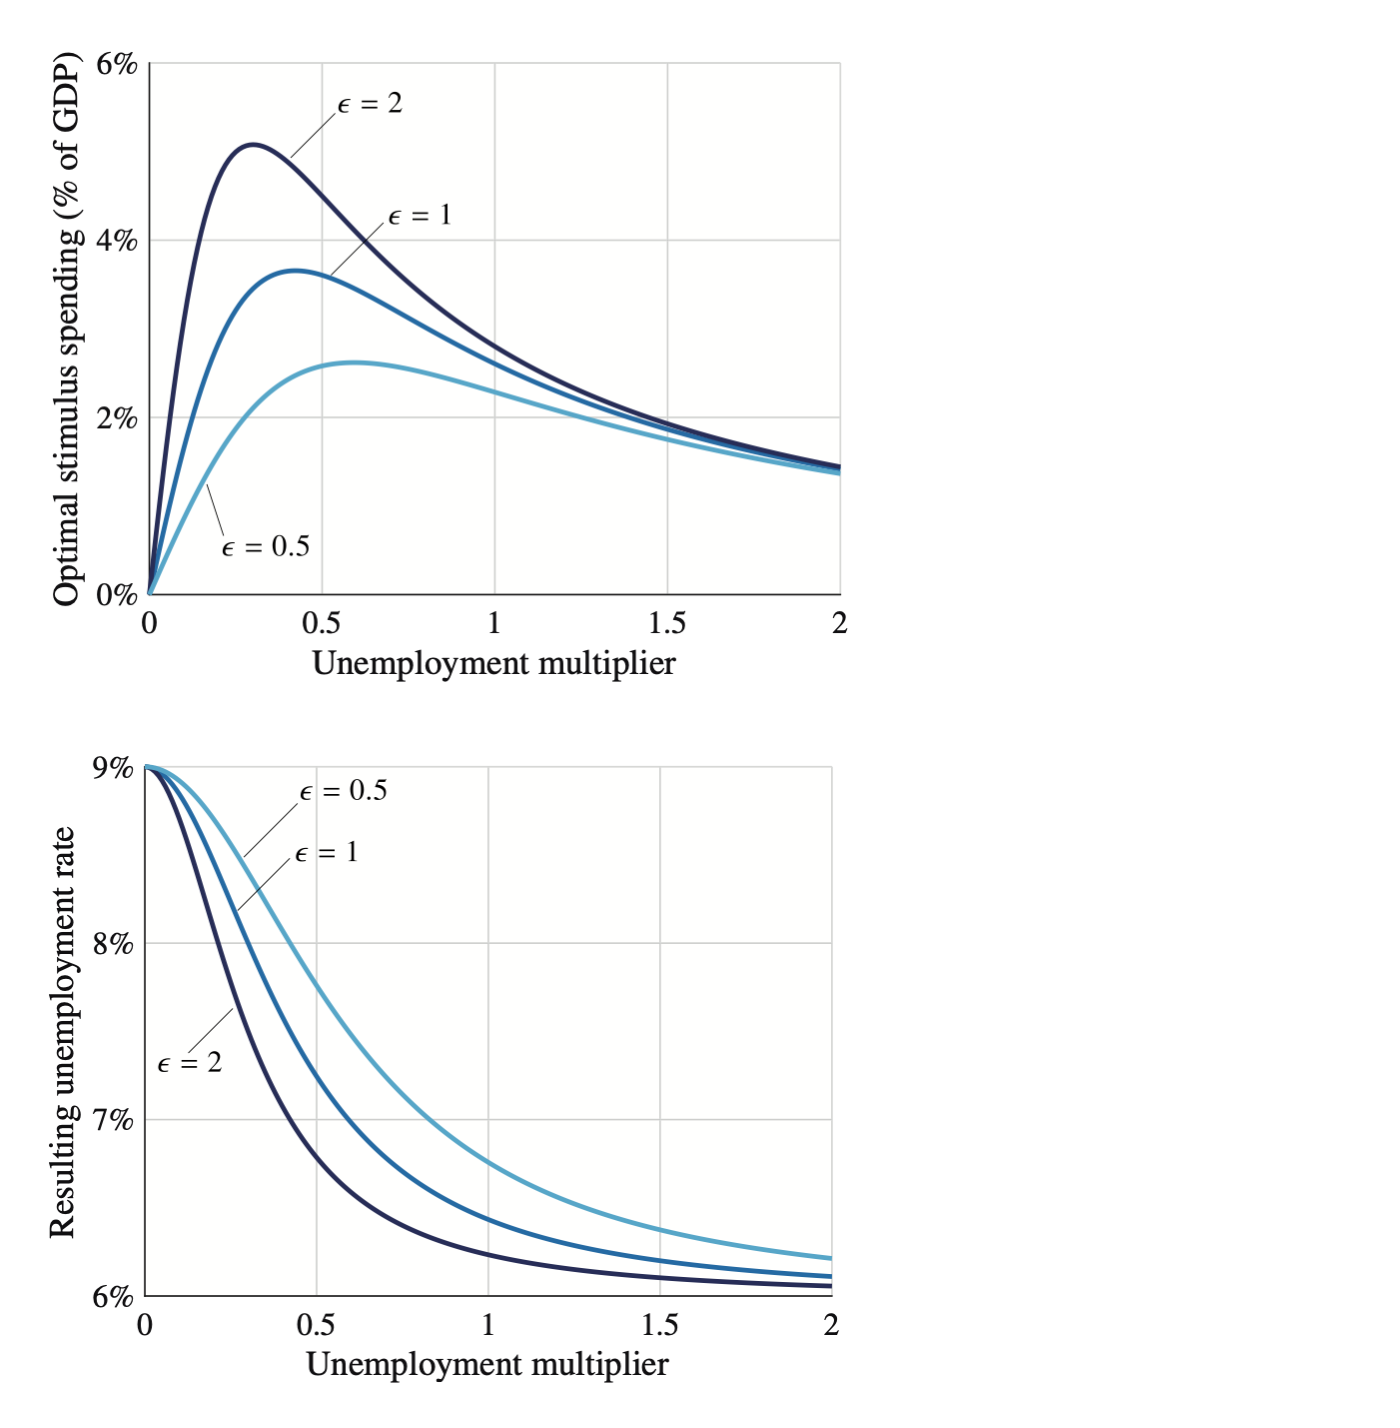 Optimal stimulus spending (% of GDP)
6%
4%
2%
0%
ϵ = 2
ϵ = 1
ϵ = 0.5
0 0.5 1 1.5 2
Unemployment multiplier
Resulting unemployment rate
9%
8%
7%
6%
ϵ = 0.5
ϵ = 1
ϵ = 2
0 0.5 1 1.5 2
Unemployment multiplier